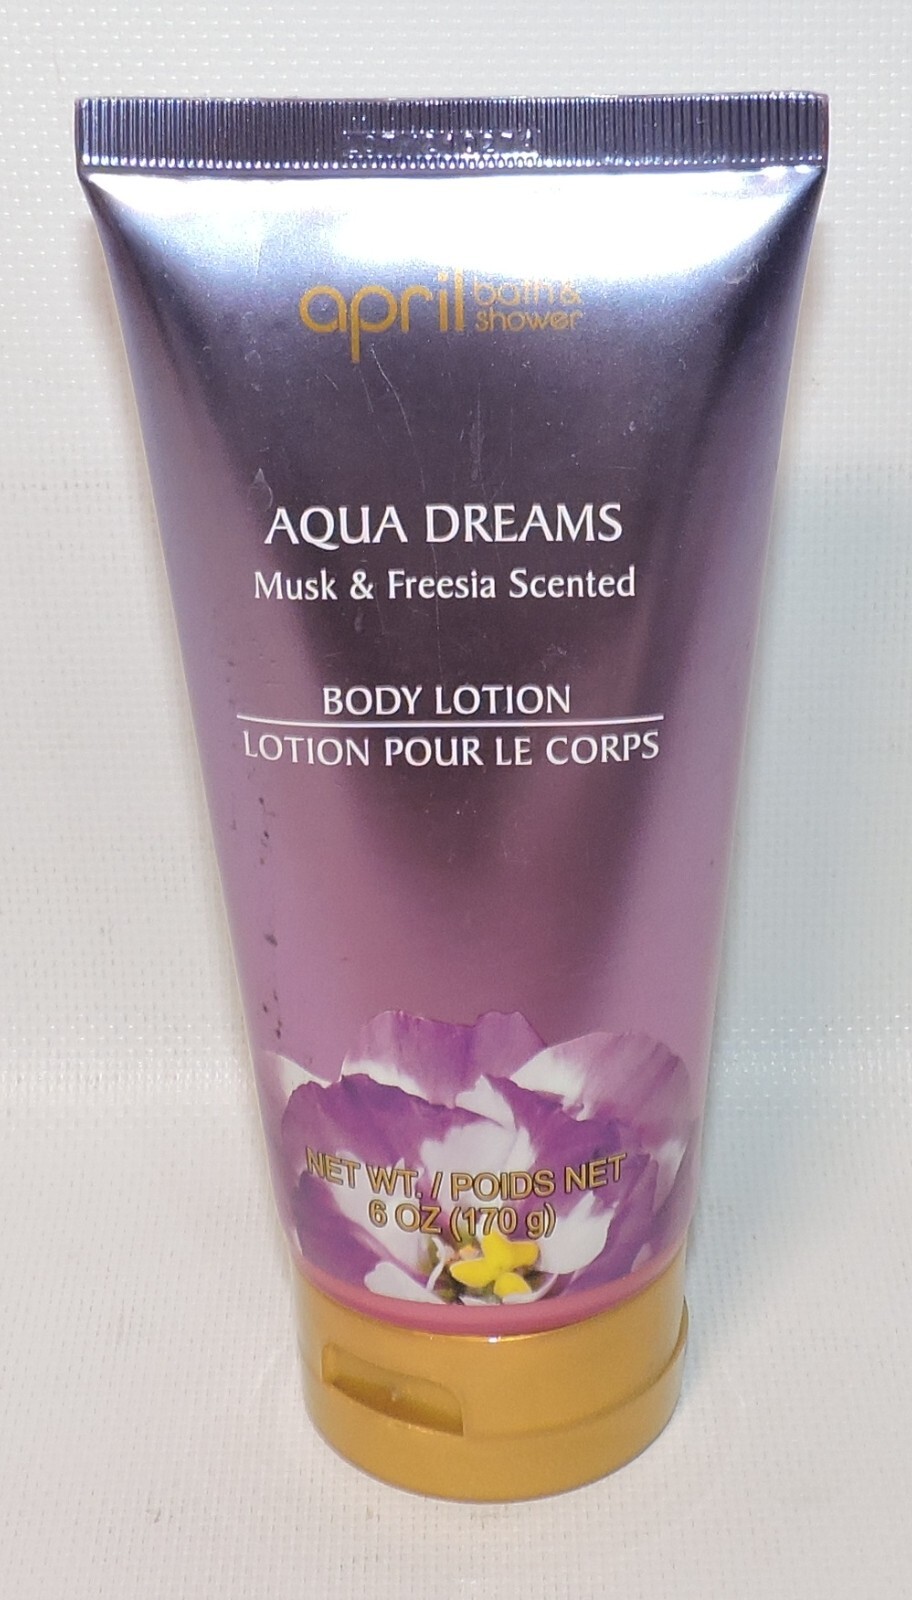 april bath &
shower
AQUA DREAMS
Musk & Freesia Scented
BODY LOTION
LOTION POUR LE CORPS
NET WT. / POIDS NET
6 OZ (170 g)